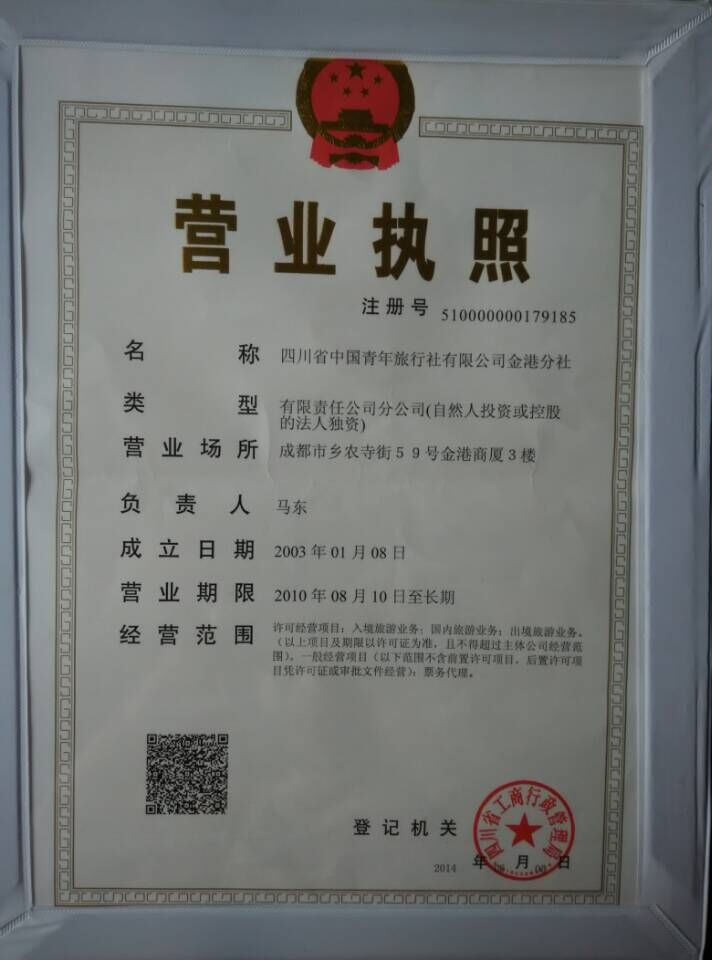 营业执照
注册号 510000000179185
名称 四川省中国青年旅行社有限公司金港分社
类型 有限责任公司分公司(自然人投资或控股
的法人独资)
营业场所 成都市乡农寺街59号金港商厦3楼
负责人 马东
成立日期 2003年01月08日
营业期限 2010年08月10日至长期
经营范围 许可经营项目：入境旅游业务；国内旅游业务；出境旅游业务。
（以上项目及期限以许可证为准，且不得超过主体公司经营范
围）。一般经营项目（以下范围不含前置许可项目，后置许可项
目凭许可证或审批文件经营）：票务代理。
四川省工商行政管理局
登记机关
2014 年 月 日